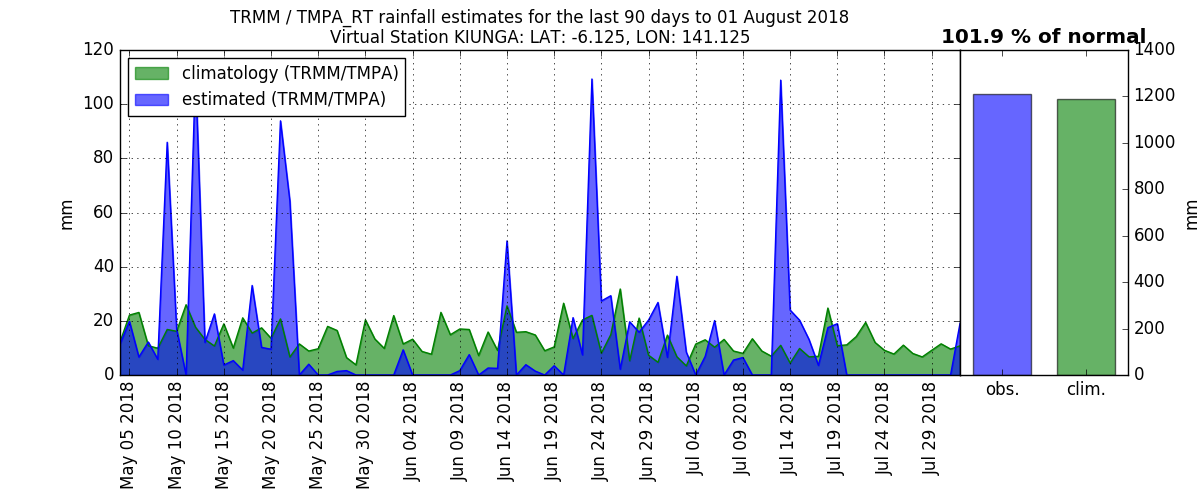 TRMM / TMPA_RT rainfall estimates for the last 90 days to 01 August 2018
Virtual Station KIUNGA: LAT: -6.125, LON: 141.125
101.9 % of normal
climatology (TRMM/TMPA)
estimated (TRMM/TMPA)
mm
120
100
80
60
40
20
0
May 05 2018
May 10 2018
May 15 2018
May 20 2018
May 25 2018
May 30 2018
Jun 04 2018
Jun 09 2018
Jun 14 2018
Jun 19 2018
Jun 24 2018
Jun 29 2018
Jul 04 2018
Jul 09 2018
Jul 14 2018
Jul 19 2018
Jul 24 2018
Jul 29 2018
obs.
clim.
1400
1200
1000
800
600
400
200
0
mm